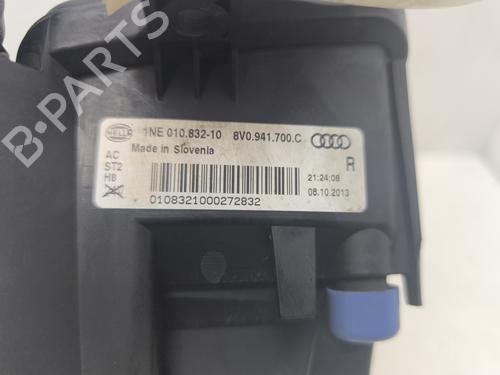 HELLA 1NE 010.832-10 8V0.941.700.C
Made in Slovenia
AC
ST2
HB
R
21:24:08
08.10.2013
0108321000272832
B-PARTS